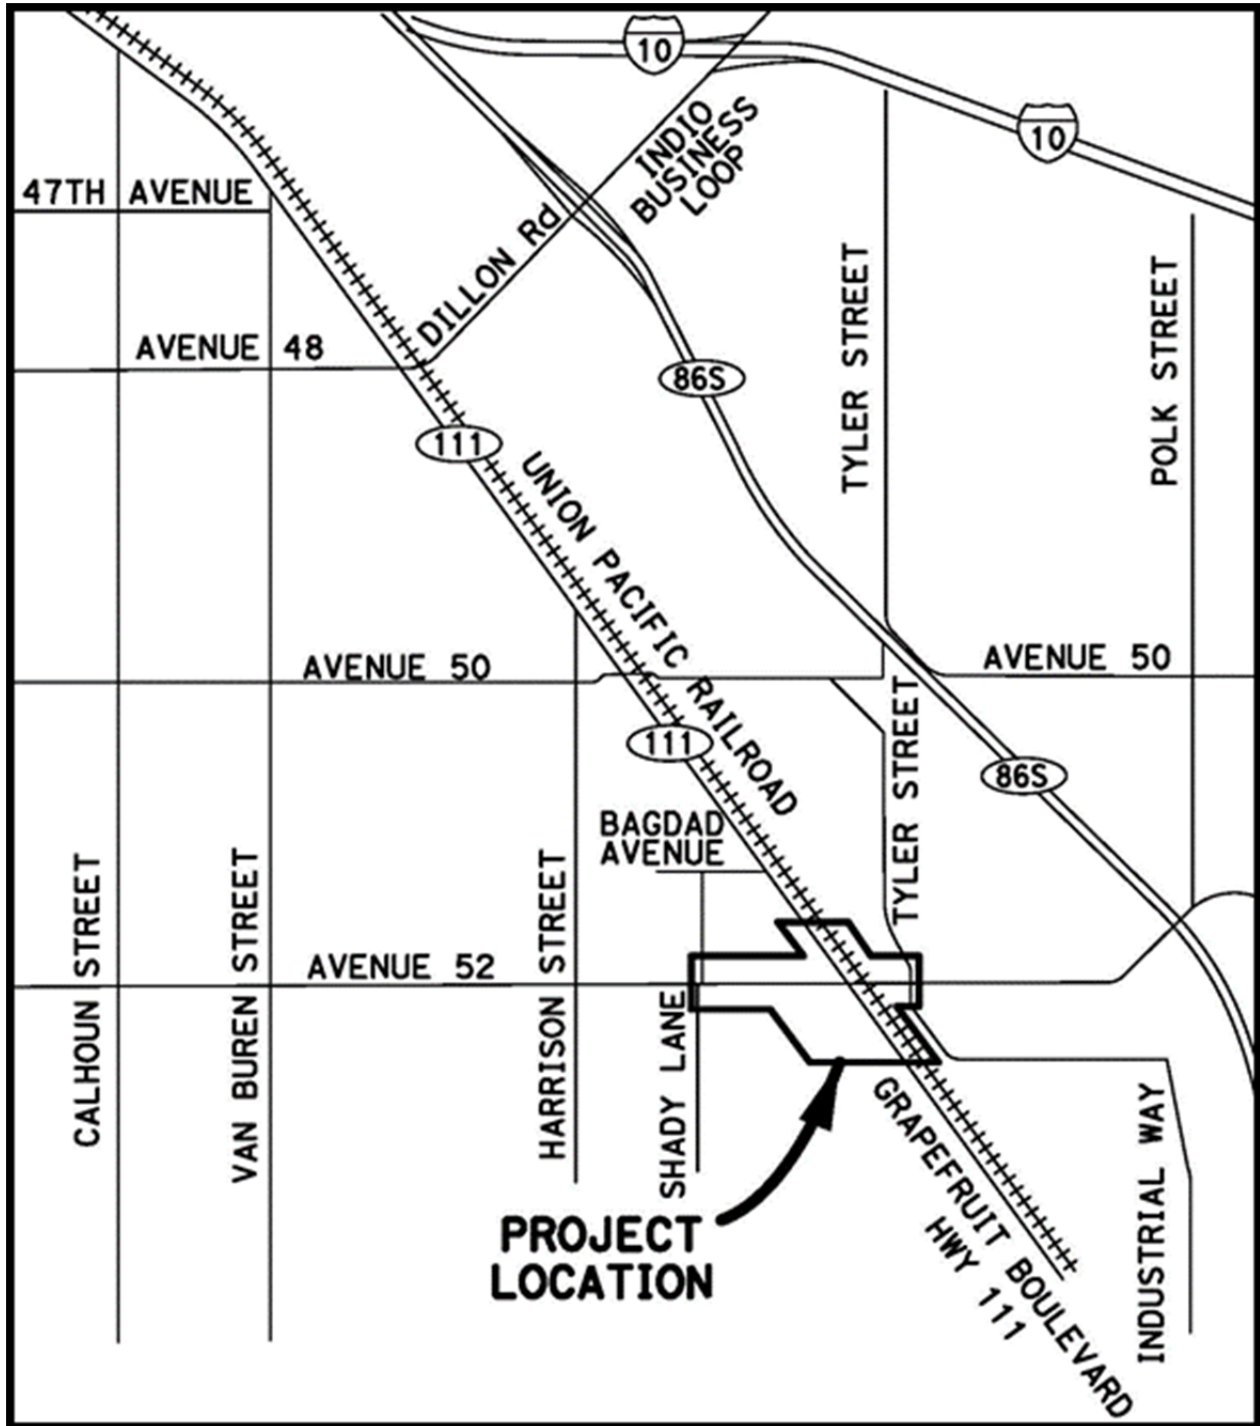 10
10
INDIO
BUSINESS
LOOP
47TH AVENUE
DILLON Rd
AVENUE 48
86S
TYLER STREET
POLK STREET
111
UNION PACIFIC RAILROAD
AVENUE 50
AVENUE 50
111
TYLER STREET
86S
BAGDAD
AVENUE
CALHOUN STREET
VAN BUREN STREET
HARRISON STREET
AVENUE 52
SHADY LANE
GRAPEFRUIT BOULEVARD
HWY 111
INDUSTRIAL WAY
PROJECT
LOCATION